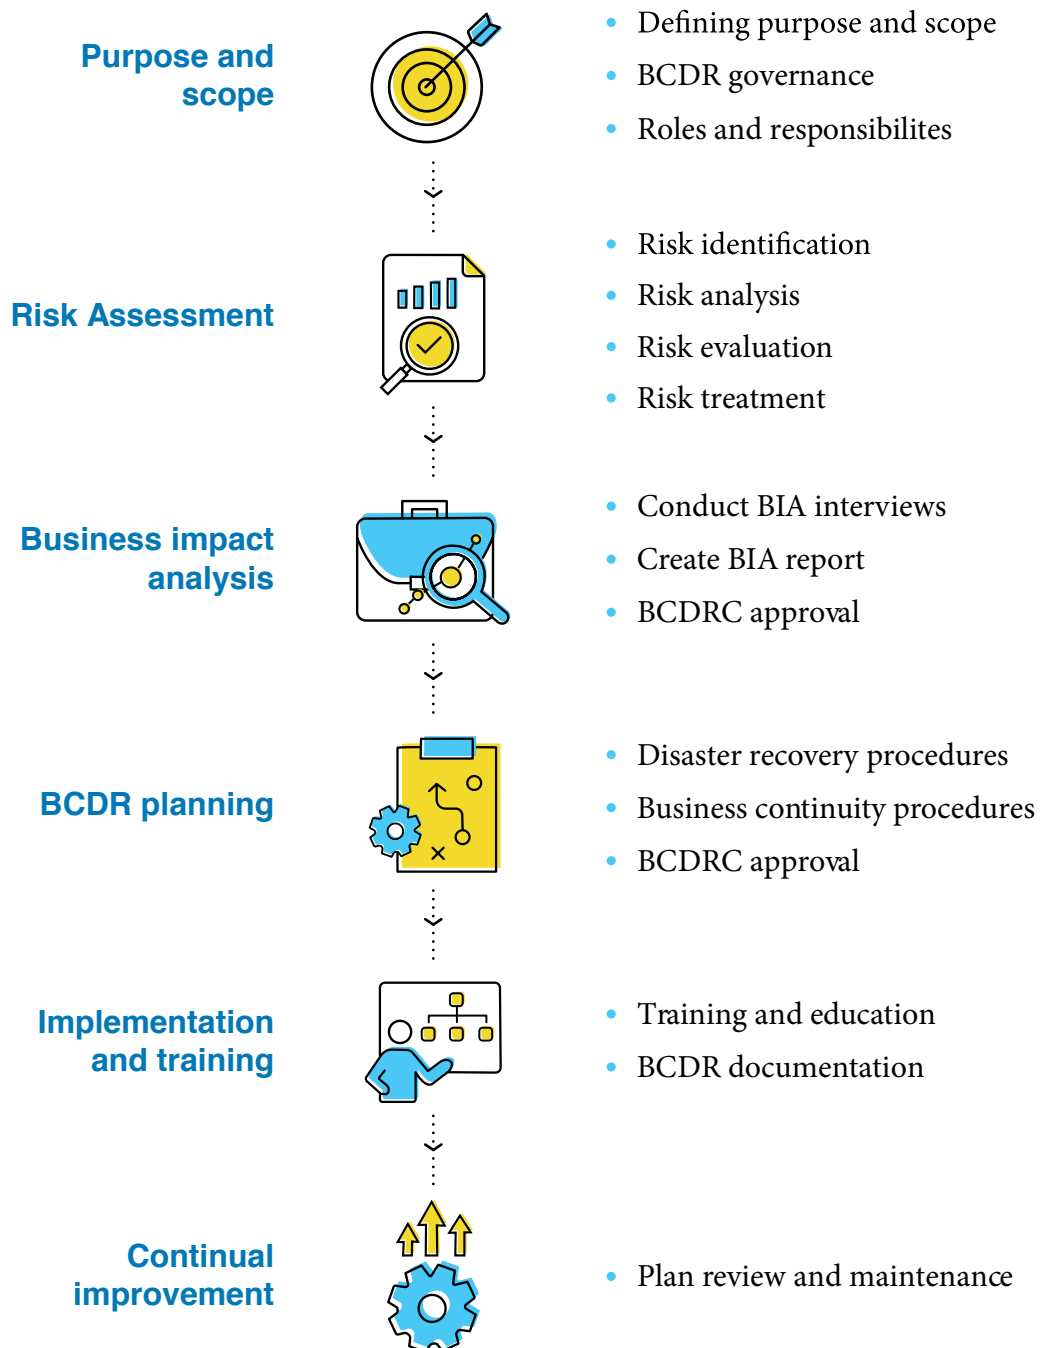 Purpose and
scope
Defining purpose and scope
BCDR governance
Roles and responsibilites
Risk Assessment
Risk identification
Risk analysis
Risk evaluation
Risk treatment
Business impact
analysis
Conduct BIA interviews
Create BIA report
BCDRC approval
BCDR planning
Disaster recovery procedures
Business continuity procedures
BCDRC approval
Implementation
and training
Training and education
BCDR documentation
Continual
improvement
Plan review and maintenance